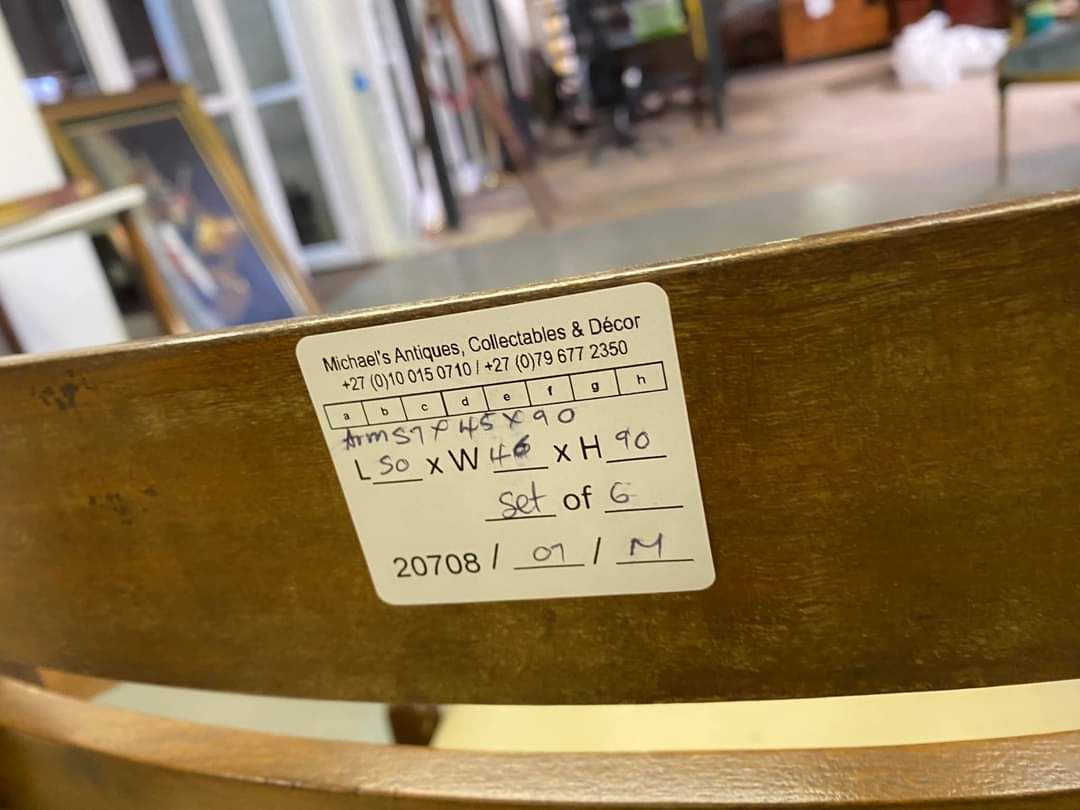 Michael's Antiques, Collectables & Décor
+27 (0)10 015 0710 / +27 (0)79 677 2350
a b c d e f g h
Arm 57 x 45 x 90
L 50 x W 46 x H 90
set of 6
20708 / 07 / M